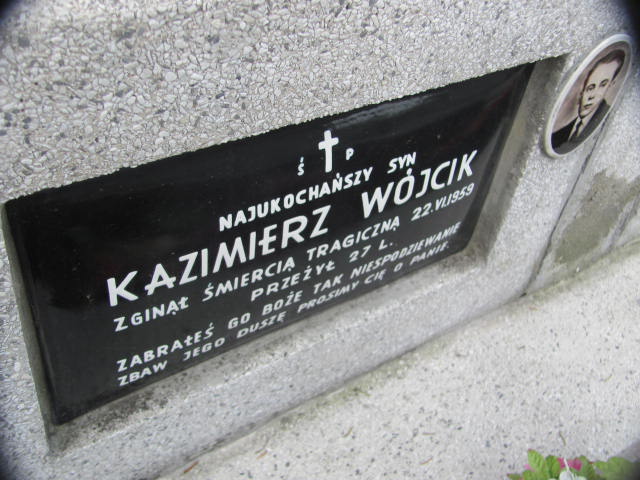 Ś P
NAJUKOCHAŃSZY SYN
KAZIMIERZ WÓJCIK
ZGINĄŁ ŚMIERCIĄ TRAGICZNĄ 22.VI.1959
PRZEŻYŁ 27 L.
ZABRAŁEŚ GO BOŻE TAK NIESPODZIEWANIE
ZBAW JEGO DUSZĘ PROSIMY CIĘ O PANIE.